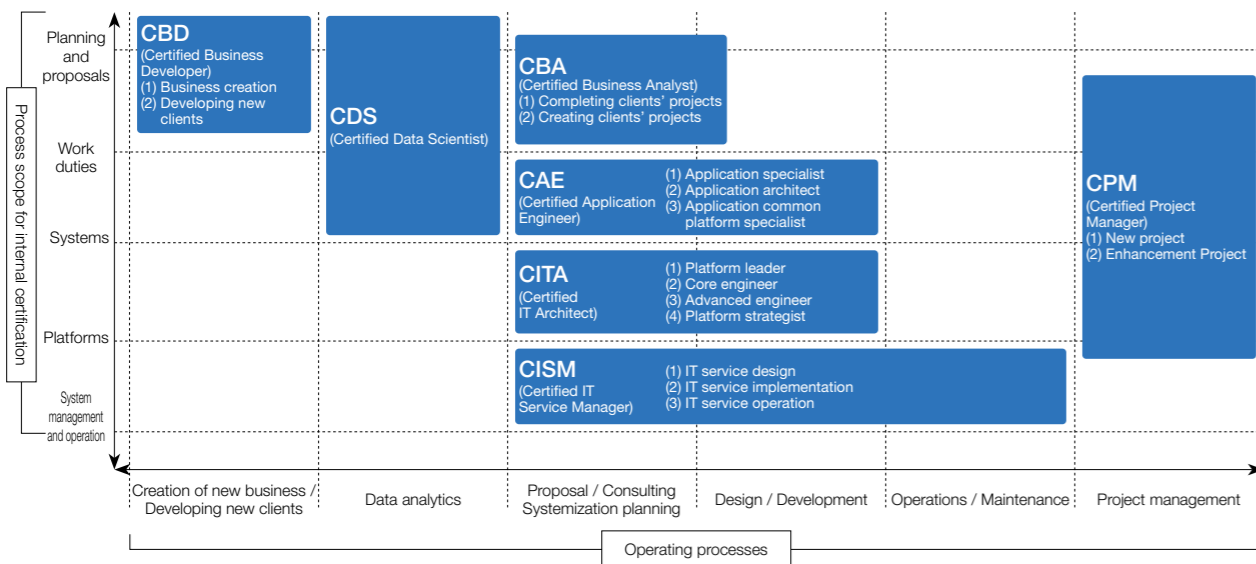 Process scope for internal certification
Planning
and
proposals
Work
duties
Systems
Platforms
System
management
and operation
CBD
(Certified Business
Developer)
(1) Business creation
(2) Developing new
clients
CDS
(Certified Data Scientist)
CBA
(Certified Business Analyst)
(1) Completing clients’ projects
(2) Creating clients’ projects
CAE
(Certified Application
Engineer)
(1) Application specialist
(2) Application architect
(3) Application common
platform specialist
CITA
(Certified
IT Architect)
(1) Platform leader
(2) Core engineer
(3) Advanced engineer
(4) Platform strategist
CISM
(Certified IT
Service Manager)
(1) IT service design
(2) IT service implementation
(3) IT service operation
CPM
(Certified Project
Manager)
(1) New project
(2) Enhancement Project
Creation of new business /
Developing new clients
Data analytics
Proposal / Consulting
Systemization planning
Design / Development
Operations / Maintenance
Project management
Operating processes